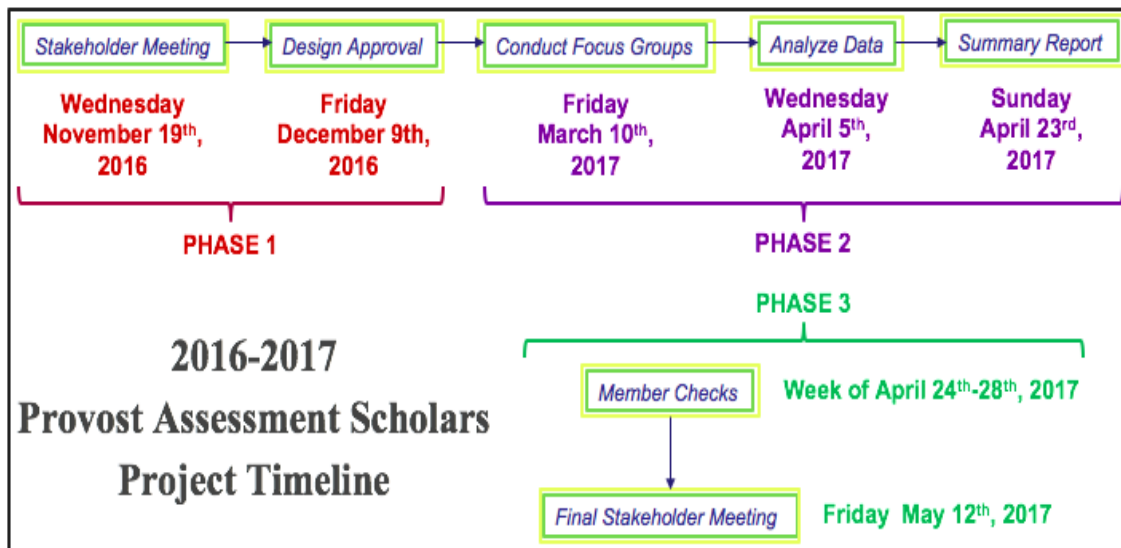 Stakeholder Meeting
Design Approval
Conduct Focus Groups
Analyze Data
Summary Report
Wednesday
November 19th,
2016
Friday
December 9th,
2016
Friday
March 10th,
2017
Wednesday
April 5th,
2017
Sunday
April 23rd,
2017
PHASE 1
PHASE 2
PHASE 3
2016-2017
Provost Assessment Scholars
Project Timeline
Member Checks
Week of April 24th-28th, 2017
Final Stakeholder Meeting
Friday May 12th, 2017